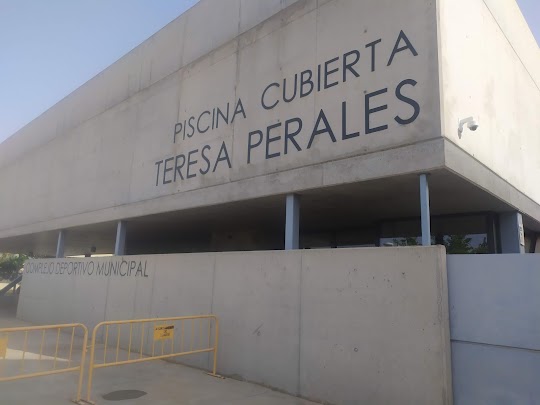 PISCINA CUBIERTA
TERESA PERALES
COMPLEJO DEPORTIVO MUNICIPAL